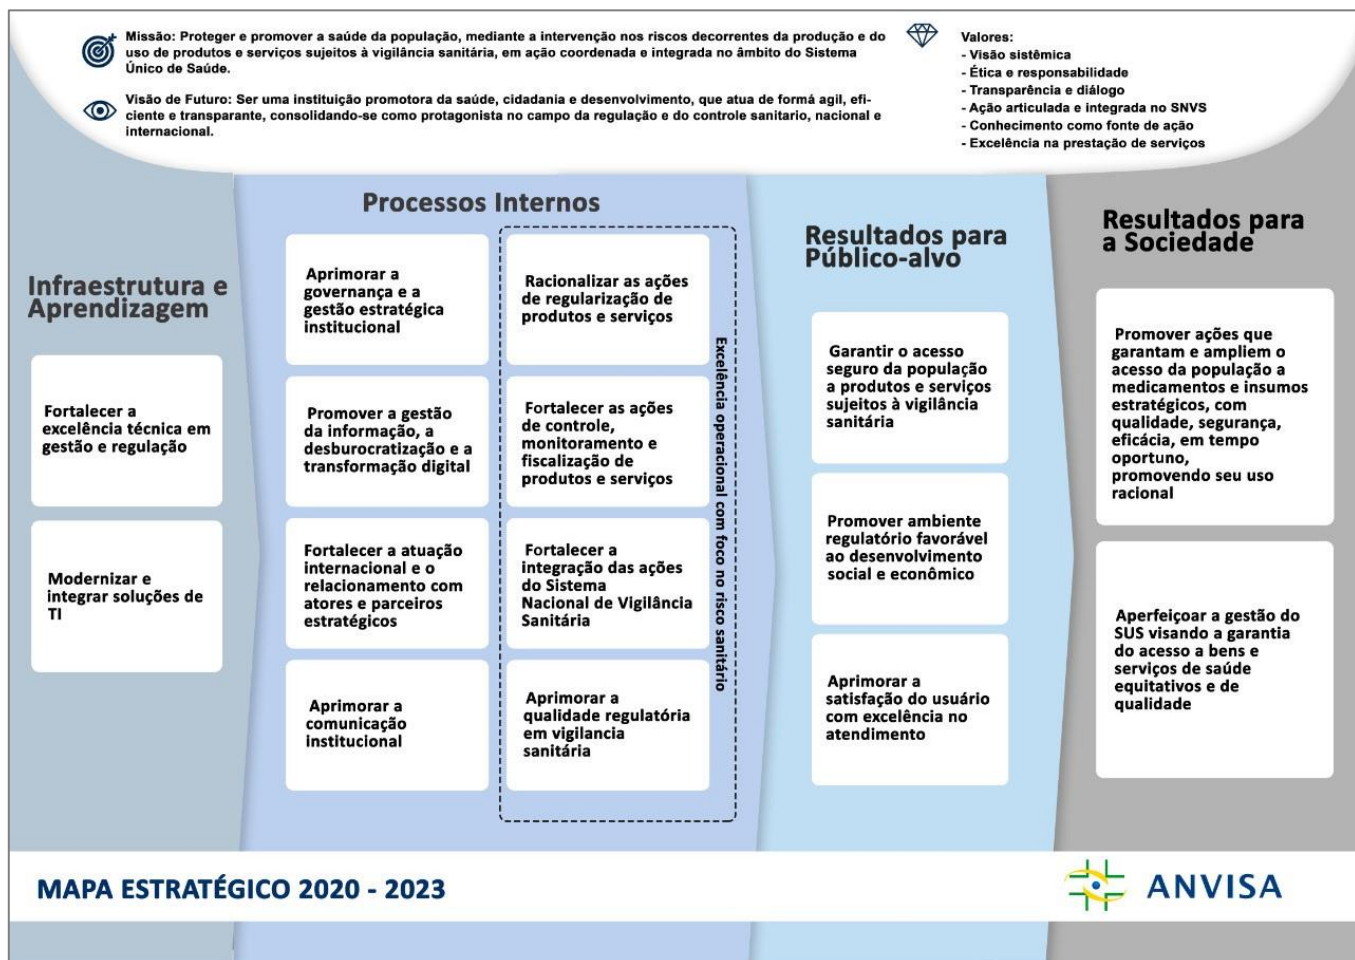 Missão: Proteger e promover a saúde da população, mediante a intervenção nos riscos decorrentes da produção e do
uso de produtos e serviços sujeitos à vigilância sanitária, em ação coordenada e integrada no âmbito do Sistema
Único de Saúde.
Visão de Futuro: Ser uma instituição promotora da saúde, cidadania e desenvolvimento, que atua de formá agil, efi-
ciente e transparante, consolidando-se como protagonista no campo da regulação e do controle sanitario, nacional e
internacional.
Valores:
- Visão sistêmica
- Ética e responsabilidade
- Transparência e diálogo
- Ação articulada e integrada no SNVS
- Conhecimento como fonte de ação
- Excelência na prestação de serviços
Infraestrutura e
Aprendizagem
Fortalecer a
excelência técnica em
gestão e regulação
Modernizar e
integrar soluções de
TI
Processos Internos
Aprimorar a
governança e a
gestão estratégica
institucional
Promover a gestão
da informação, a
desburocratização e a
transformação digital
Fortalecer a atuação
internacional e o
relacionamento com
atores e parceiros
estratégicos
Aprimorar a
comunicação
institucional
Racionalizar as ações
de regularização de
produtos e serviços
Fortalecer as ações
de controle,
monitoramento e
fiscalização de
produtos e serviços
Fortalecer a
integração das ações
do Sistema
Nacional de Vigilância
Sanitária
Aprimorar a
qualidade regulatória
em vigilancia
sanitária
Excelência operacional com foco no risco sanitário
Resultados para
Público-alvo
Garantir o acesso
seguro da população
a produtos e serviços
sujeitos à vigilância
sanitária
Promover ambiente
regulatório favorável
ao desenvolvimento
social e econômico
Aprimorar a
satisfação do usuário
com excelência no
atendimento
Resultados para
a Sociedade
Promover ações que
garantam e ampliem o
acesso da população a
medicamentos e insumos
estratégicos, com
qualidade, segurança,
eficácia, em tempo
oportuno,
promovendo seu uso
racional
Aperfeiçoar a gestão do
SUS visando a garantia
do acesso a bens e
serviços de saúde
equitativos e de
qualidade
MAPA ESTRATÉGICO 2020 - 2023
ANVISA